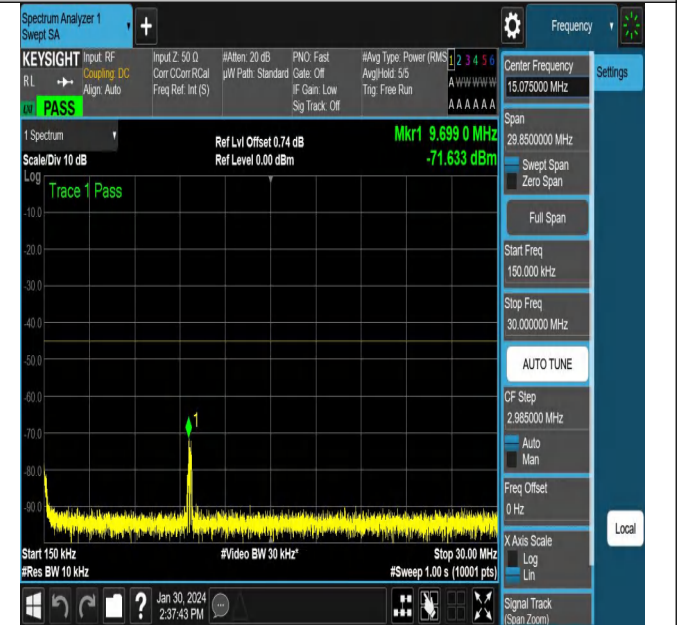 Spectrum Analyzer 1
Swept SA
+
Frequency
KEYSIGHT
RL
PASS
Input: RF
Coupling: DC
Align: Auto
Input Z: 50 Ω
Corr CCorr RCal
Freq Ref: Int (S)
#Atten: 20 dB
µW Path: Standard
PNO: Fast
Gate: Off
IF Gain: Low
Sig Track: Off
#Avg Type: Power (RMS
Avg|Hold: 5/5
Trig: Free Run
1 2 3 4 5 6
A W W W W W
A A A A A A
1 Spectrum
Scale/Div 10 dB
Ref Lvl Offset 0.74 dB
Ref Level 0.00 dBm
Mkr1 9.699 0 MHz
-71.633 dBm
Log
Trace 1 Pass
-10.0
-20.0
-30.0
-40.0
-50.0
-60.0
-70.0
-80.0
-90.0
1
Start 150 kHz
#Res BW 10 kHz
#Video BW 30 kHz*
Stop 30.00 MHz
#Sweep 1.00 s (10001 pts)
?
Jan 30, 2024
2:37:43 PM
Center Frequency
15.075000 MHz
Settings
Span
29.8500000 MHz
Swept Span
Zero Span
Full Span
Start Freq
150.000 kHz
Stop Freq
30.000000 MHz
AUTO TUNE
CF Step
2.985000 MHz
Auto
Man
Freq Offset
0 Hz
X Axis Scale
Log
Lin
Local
Signal Track
(Span Zoom)